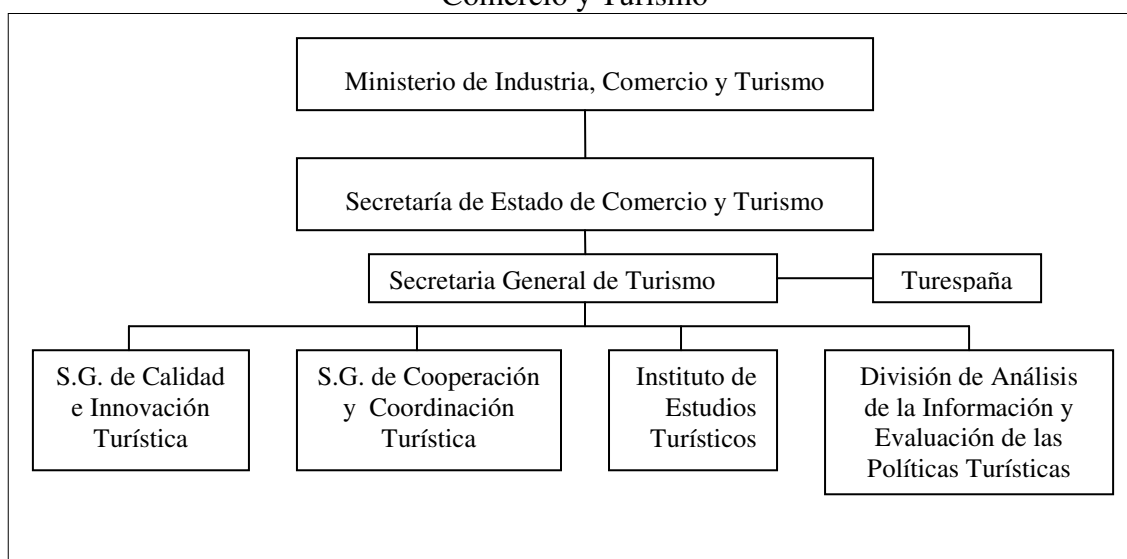 Comercio y Turismo
Ministerio de Industria, Comercio y Turismo
Secretaría de Estado de Comercio y Turismo
Secretaria General de Turismo
Turespaña
S.G. de Calidad
e Innovación
Turística
S.G. de Cooperación
y Coordinación
Turística
Instituto de
Estudios
Turísticos
División de Análisis
de la Información y
Evaluación de las
Políticas Turísticas